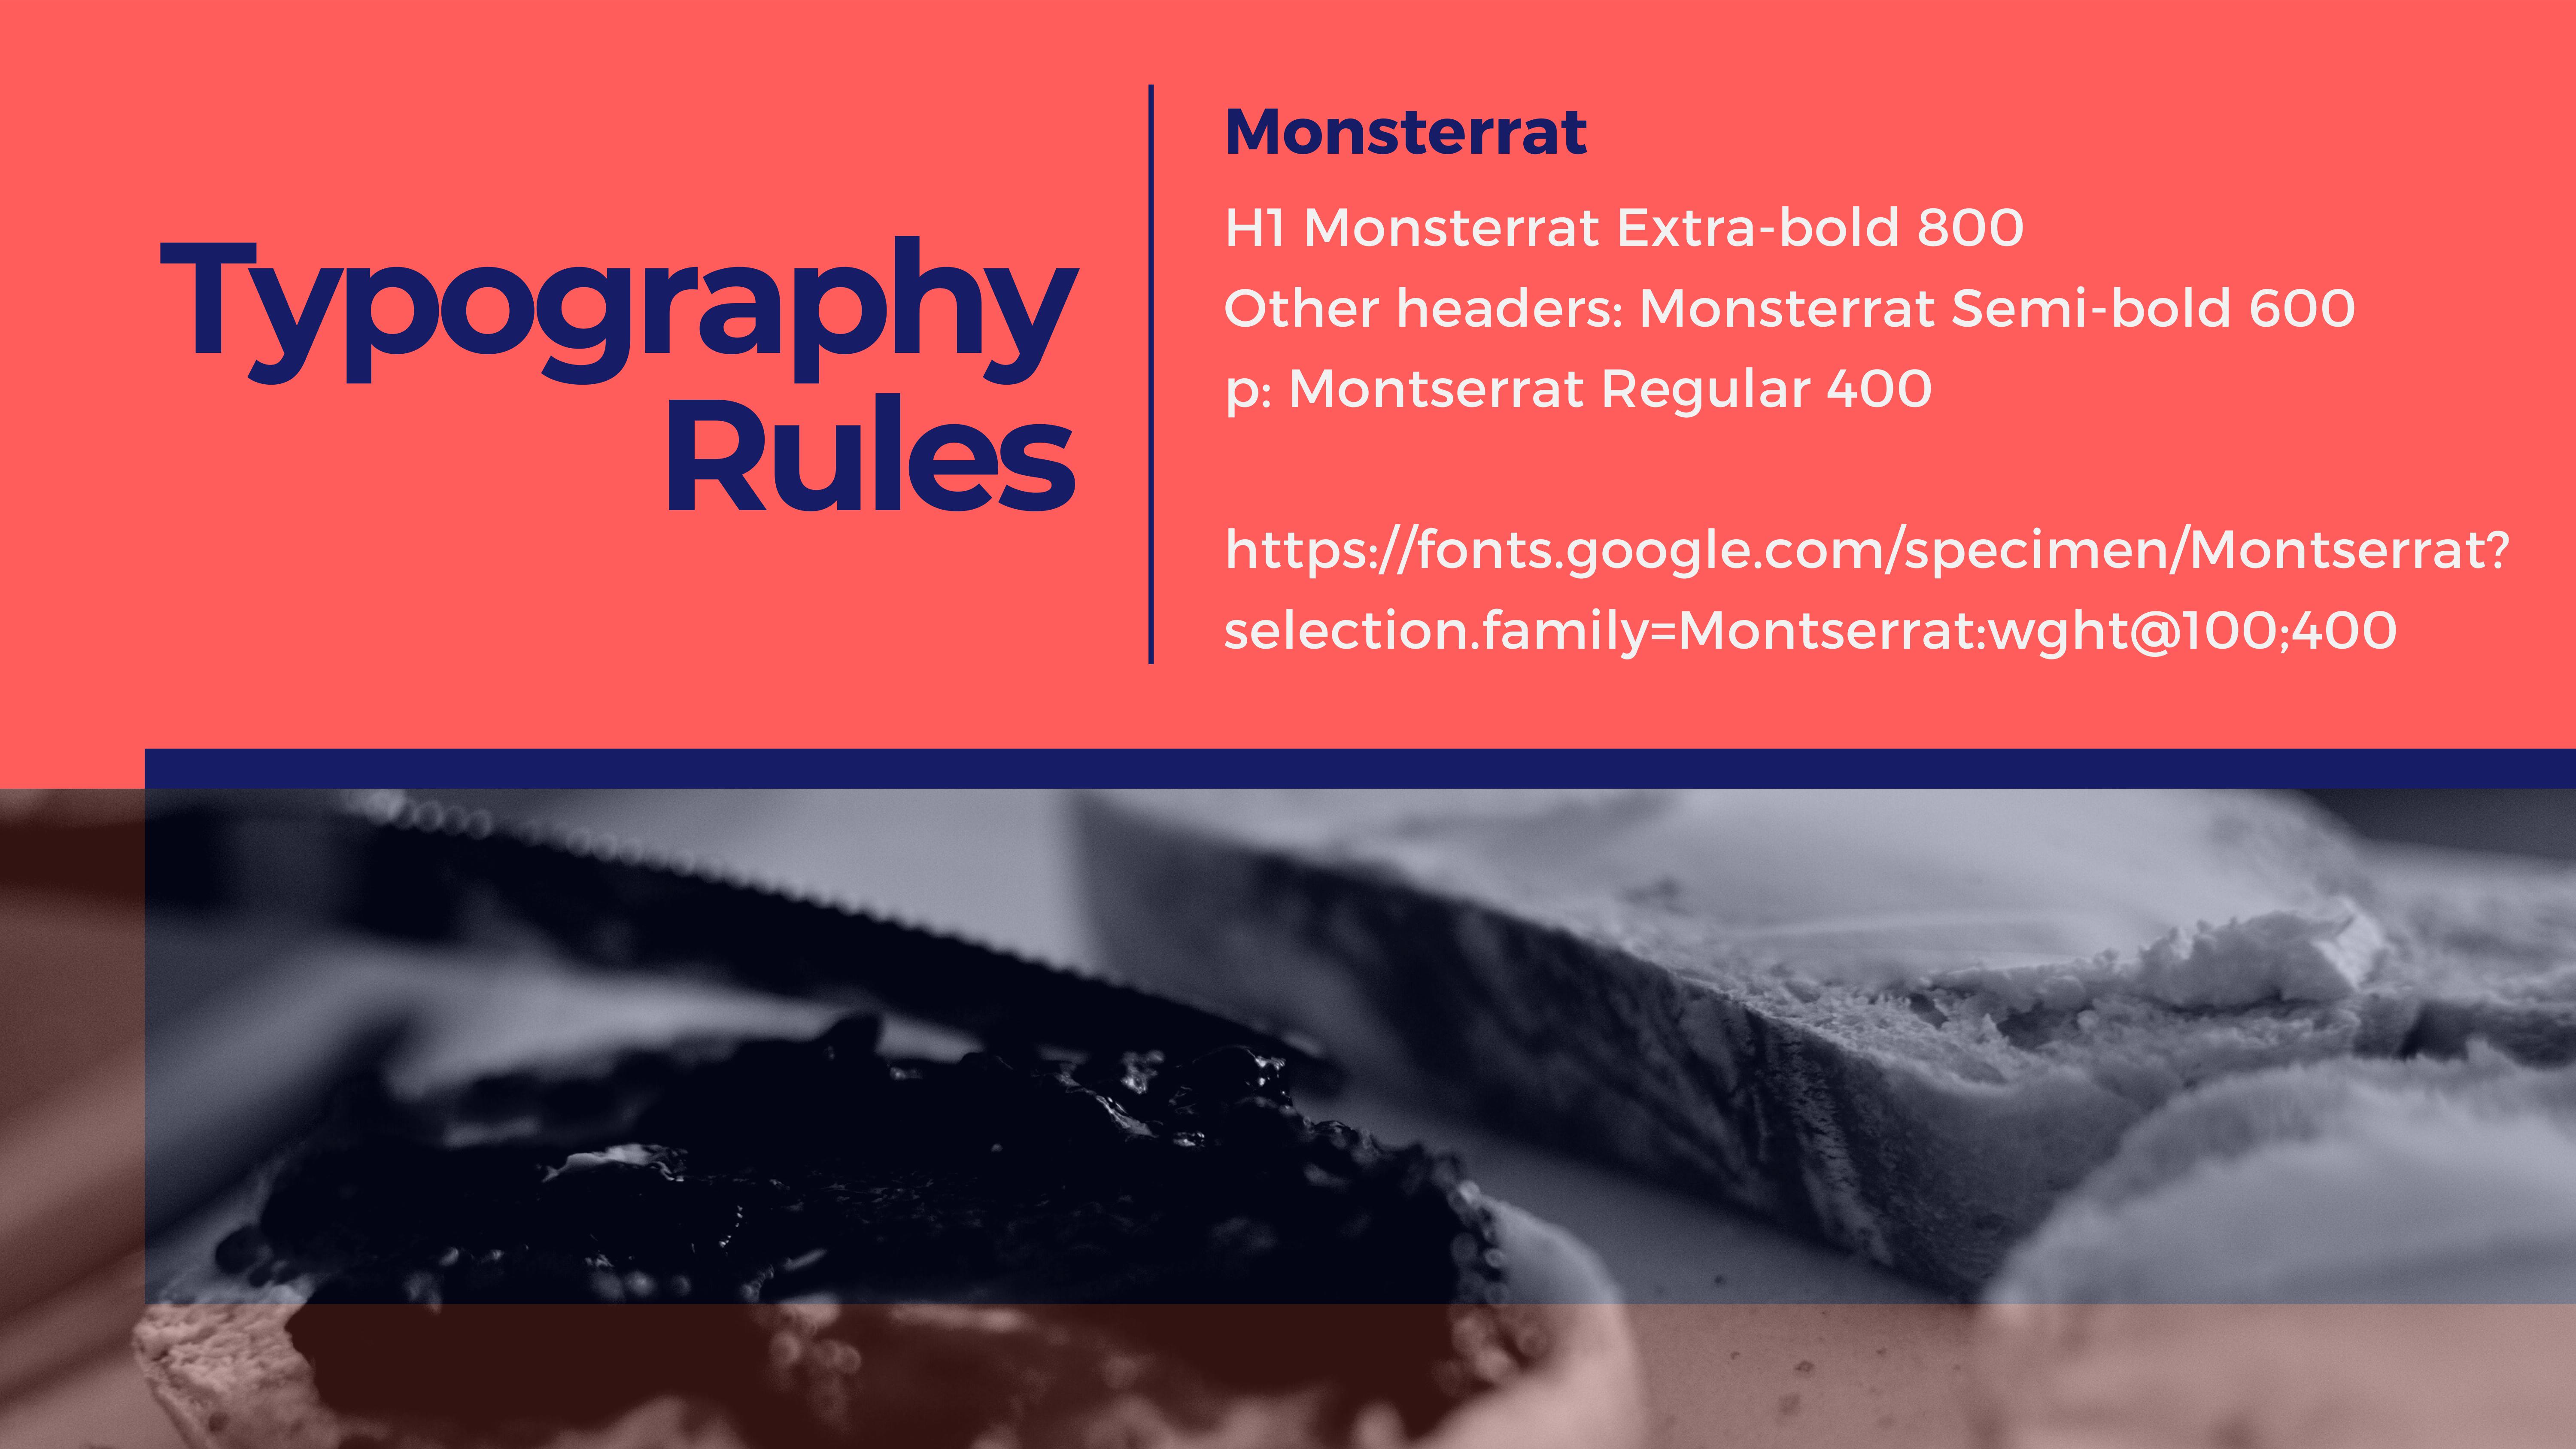 Typography
Rules
Monsterrat
H1 Monsterrat Extra-bold 800
Other headers: Monsterrat Semi-bold 600
p: Montserrat Regular 400
https://fonts.google.com/specimen/Montserrat?
selection.family=Montserrat:wght@100;400